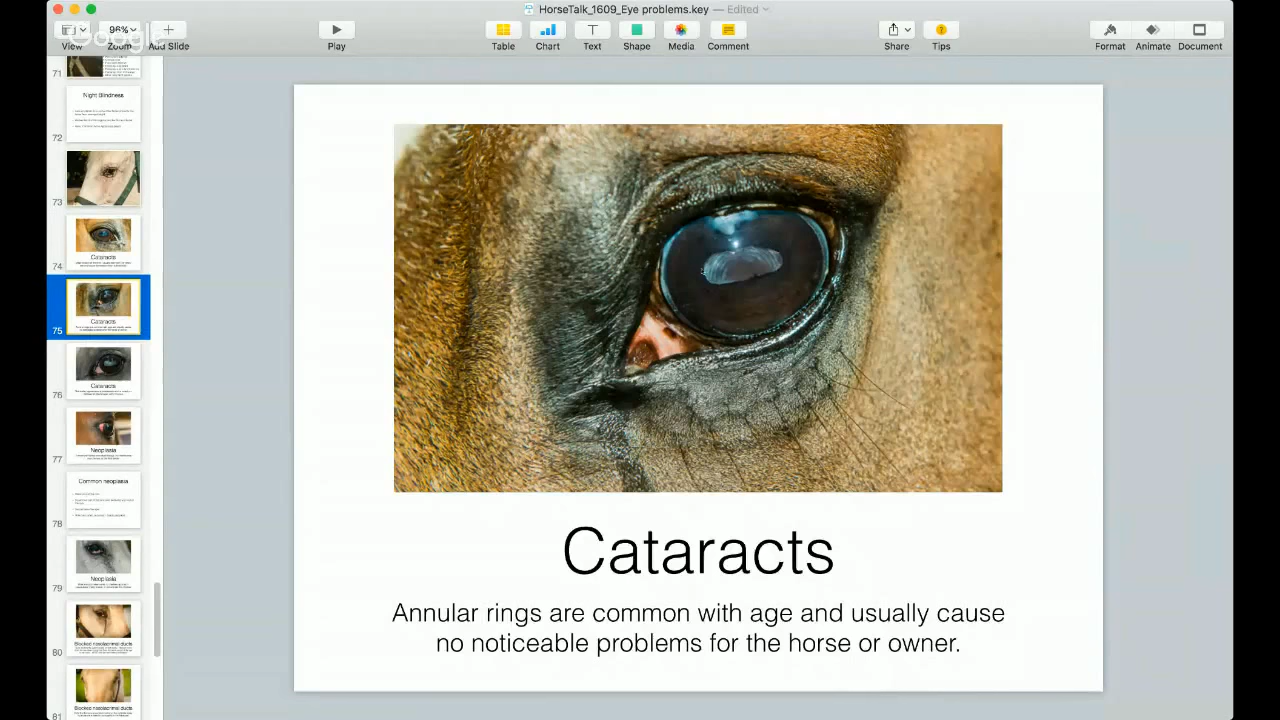 HorseTalk_1609_Eye problems.key — Edited
96%
Google
View
Zoom
Add Slide
Play
Table
Chart
Text
Shape
Media
Comment
Share
Tips
Format
Animate
Document
71
Night Blindness
72
73
Cataracts
74
Cataracts
75
Cataracts
76
Neoplasia
77
Common neoplasia
78
Neoplasia
79
Blocked nasolacrimal ducts
80
Blocked nasolacrimal ducts
81
Cataracts
Annular rings are common with age and usually cause
no noticeable problems for the horse or owner.